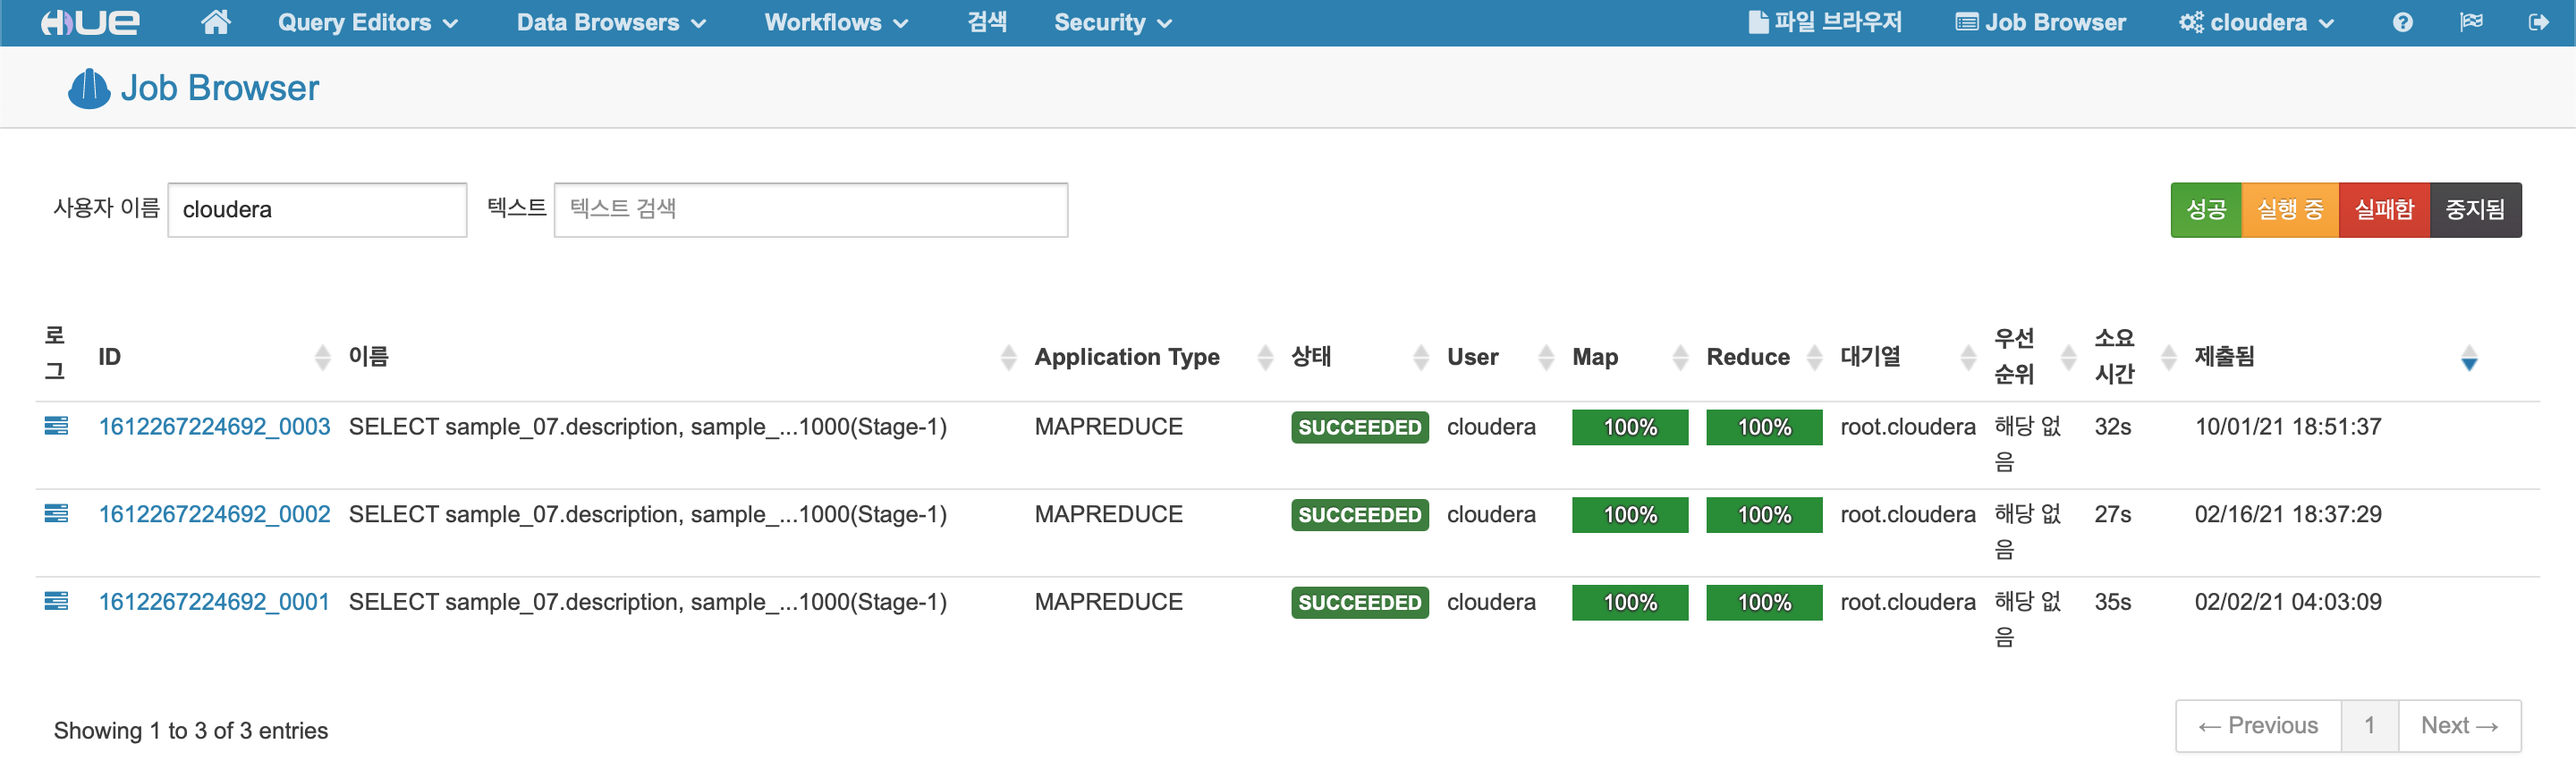 HUE Query Editors Data Browsers Workflows 검색 Security 파일 브라우저 Job Browser cloudera
Job Browser
사용자 이름 cloudera 텍스트 텍스트 검색 성공 실행 중 실패함 중지됨
로그 ID 이름 Application Type 상태 User Map Reduce 대기열 우선순위 소요시간 제출됨
1612267224692_0003 SELECT sample_07.description, sample_...1000(Stage-1) MAPREDUCE SUCCEEDED cloudera 100% 100% root.cloudera 해당 없음 32s 10/01/21 18:51:37
1612267224692_0002 SELECT sample_07.description, sample_...1000(Stage-1) MAPREDUCE SUCCEEDED cloudera 100% 100% root.cloudera 해당 없음 27s 02/16/21 18:37:29
1612267224692_0001 SELECT sample_07.description, sample_...1000(Stage-1) MAPREDUCE SUCCEEDED cloudera 100% 100% root.cloudera 해당 없음 35s 02/02/21 04:03:09
Showing 1 to 3 of 3 entries ← Previous 1 Next →